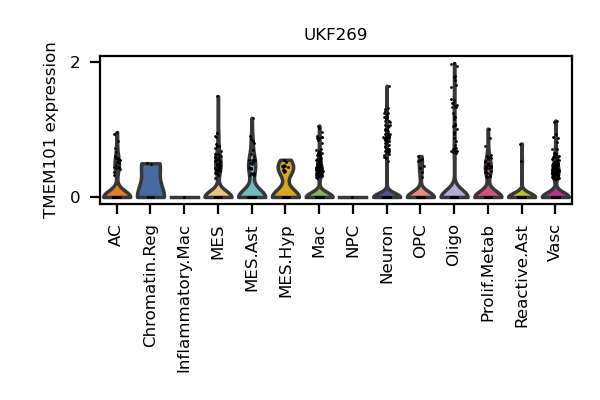 UKF269
TMEM101 expression
2
0
AC
Chromatin.Reg
Inflammatory.Mac
MES
MES.Ast
MES.Hyp
Mac
NPC
Neuron
OPC
Oligo
Prolif.Metab
Reactive.Ast
Vasc